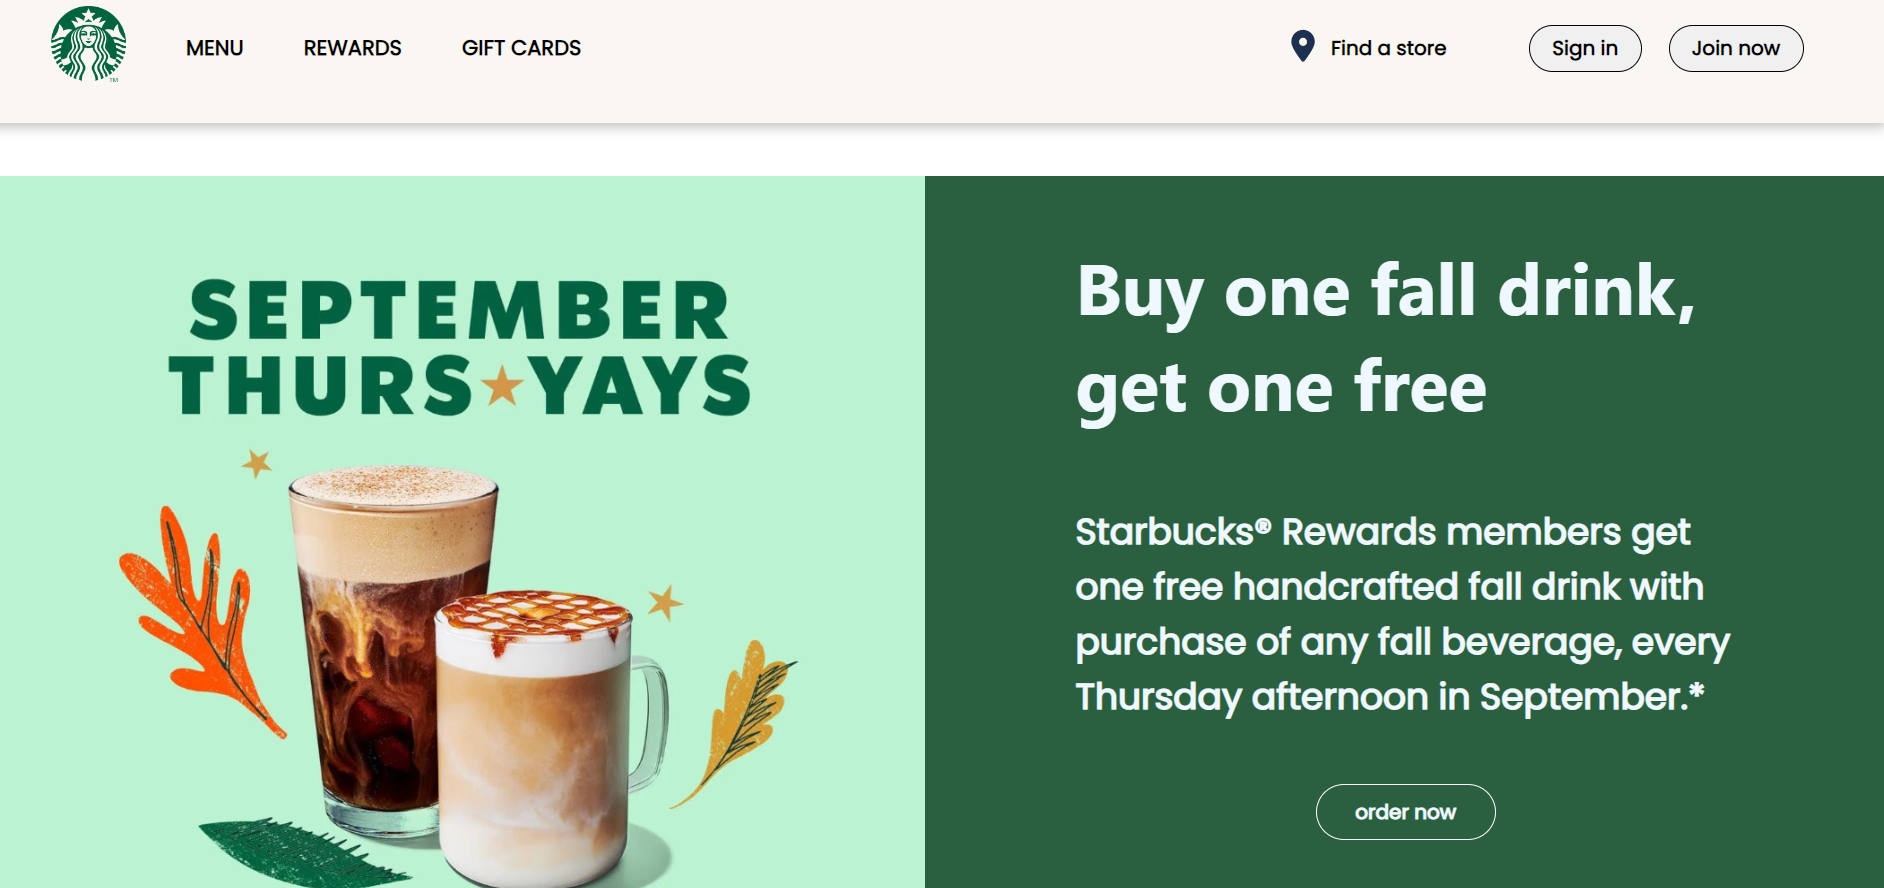 MENU REWARDS GIFT CARDS Find a store Sign in Join now
TM
SEPTEMBER
THURS★YAYS
Buy one fall drink,
get one free
Starbucks® Rewards members get
one free handcrafted fall drink with
purchase of any fall beverage, every
Thursday afternoon in September.*
order now